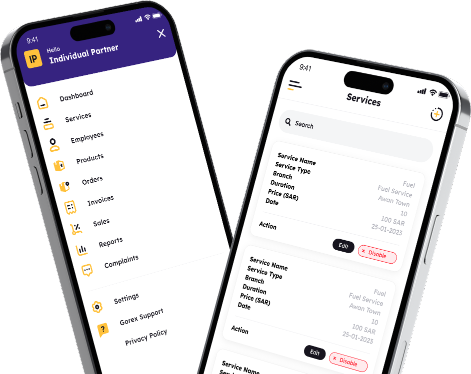 9:41
IP
Hello
Individual Partner
Dashboard
Services
Employees
Products
Orders
Invoices
Sales
Reports
Complaints
Settings
Garex Support
Privacy Policy
9:41
Services
Search
Service Name Fuel
Service Type Fuel Service
Branch Awan Town
Duration 10
Price (SAR) 100 SAR
Date 25-01-2023
Action Edit Disable
Service Name Fuel
Service Type Fuel Service
Branch Awan Town
Duration 10
Price (SAR) 100 SAR
Date 25-01-2023
Action Edit Disable
Service Name